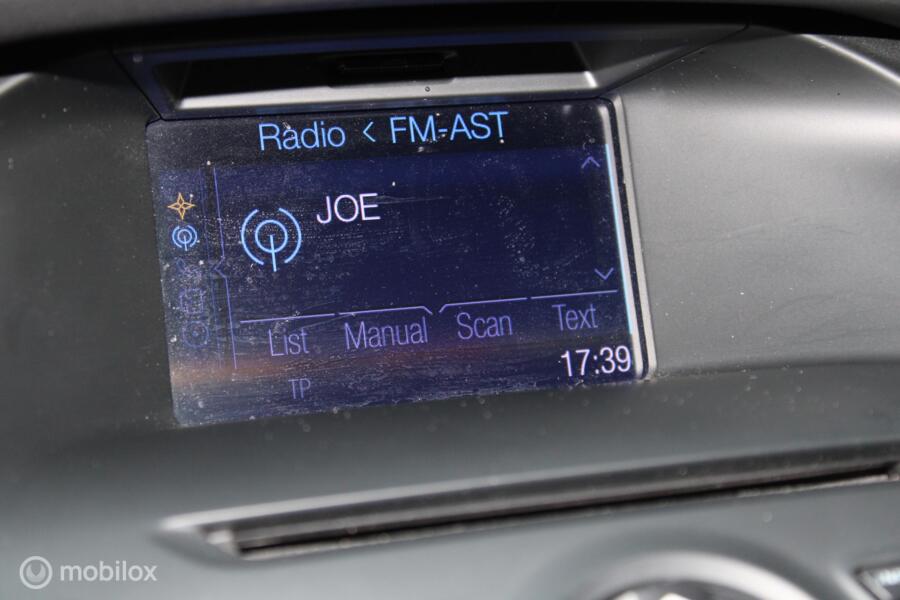 Radio < FM-AST
JOE
List Manual Scan Text
TP 17:39
mobilox